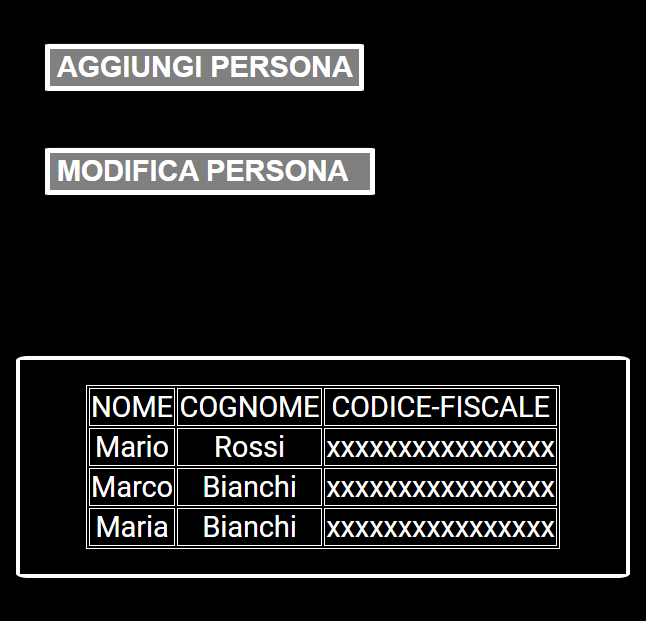 AGGIUNGI PERSONA
MODIFICA PERSONA
NOME COGNOME CODICE-FISCALE
Mario Rossi xxxxxxxxxxxxxxxx
Marco Bianchi xxxxxxxxxxxxxxxx
Maria Bianchi xxxxxxxxxxxxxxxx